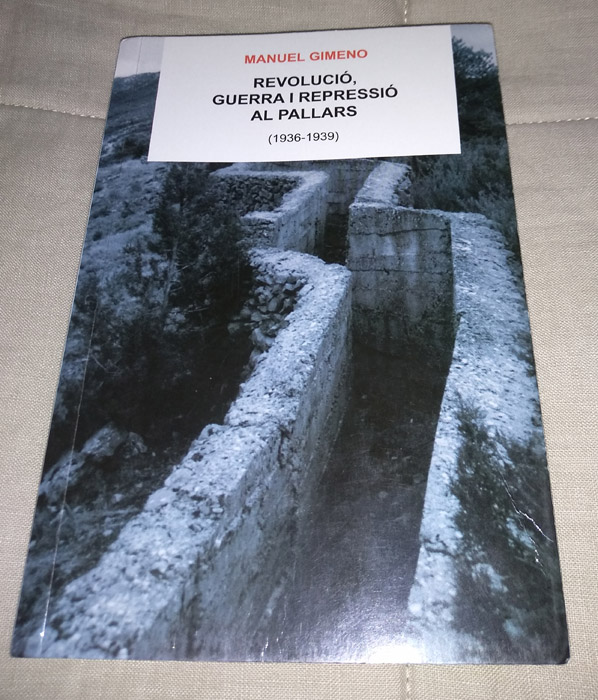 MANUEL GIMENO
REVOLUCIÓ,
GUERRA I REPRESSIÓ
AL PALLARS
(1936-1939)